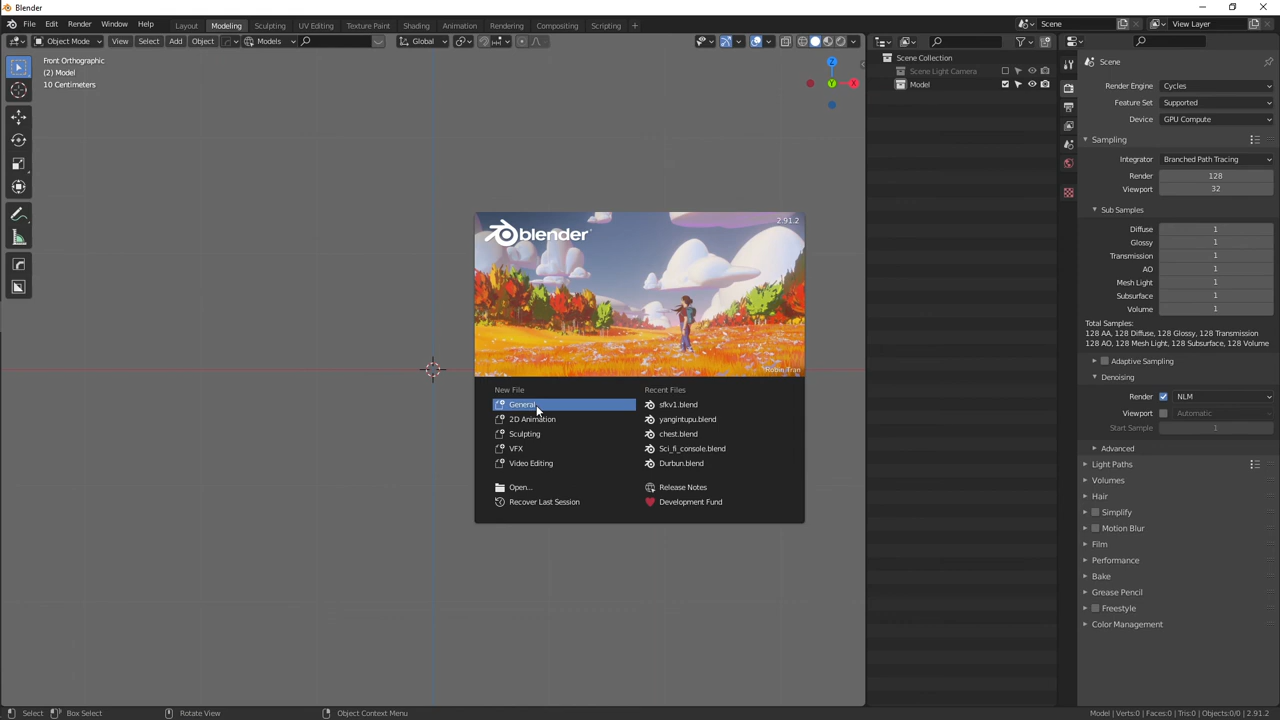 Blender
File Edit Render Window Help Layout Modeling Sculpting UV Editing Texture Paint Shading Animation Rendering Compositing Scripting + Scene View Layer
Object Mode View Select Add Object Models Global
Front Orthographic
(2) Model
10 Centimeters
Z
Y
X
Scene Collection
Scene Light Camera
Model
Scene
Render Engine Cycles
Feature Set Supported
Device GPU Compute
Sampling
Integrator Branched Path Tracing
Render 128
Viewport 32
Sub Samples
Diffuse 1
Glossy 1
Transmission 1
AO 1
Mesh Light 1
Subsurface 1
Volume 1
Total Samples:
128 AA, 128 Diffuse, 128 Glossy, 128 Transmission
128 AO, 128 Mesh Light, 128 Subsurface, 128 Volume
Adaptive Sampling
Denoising
Render NLM
Viewport Automatic
Start Sample 1
Advanced
Light Paths
Volumes
Hair
Simplify
Motion Blur
Film
Performance
Bake
Grease Pencil
Freestyle
Color Management
blender
2.91.2
Robin Tran
New File
General
2D Animation
Sculpting
VFX
Video Editing
Open...
Recover Last Session
Recent Files
sfkv1.blend
yangintupu.blend
chest.blend
Sci_fi_console.blend
Durbun.blend
Release Notes
Development Fund
Select Box Select Rotate View Object Context Menu
Model | Verts:0 | Faces:0 | Tris:0 | Objects:0/0 | 2.91.2